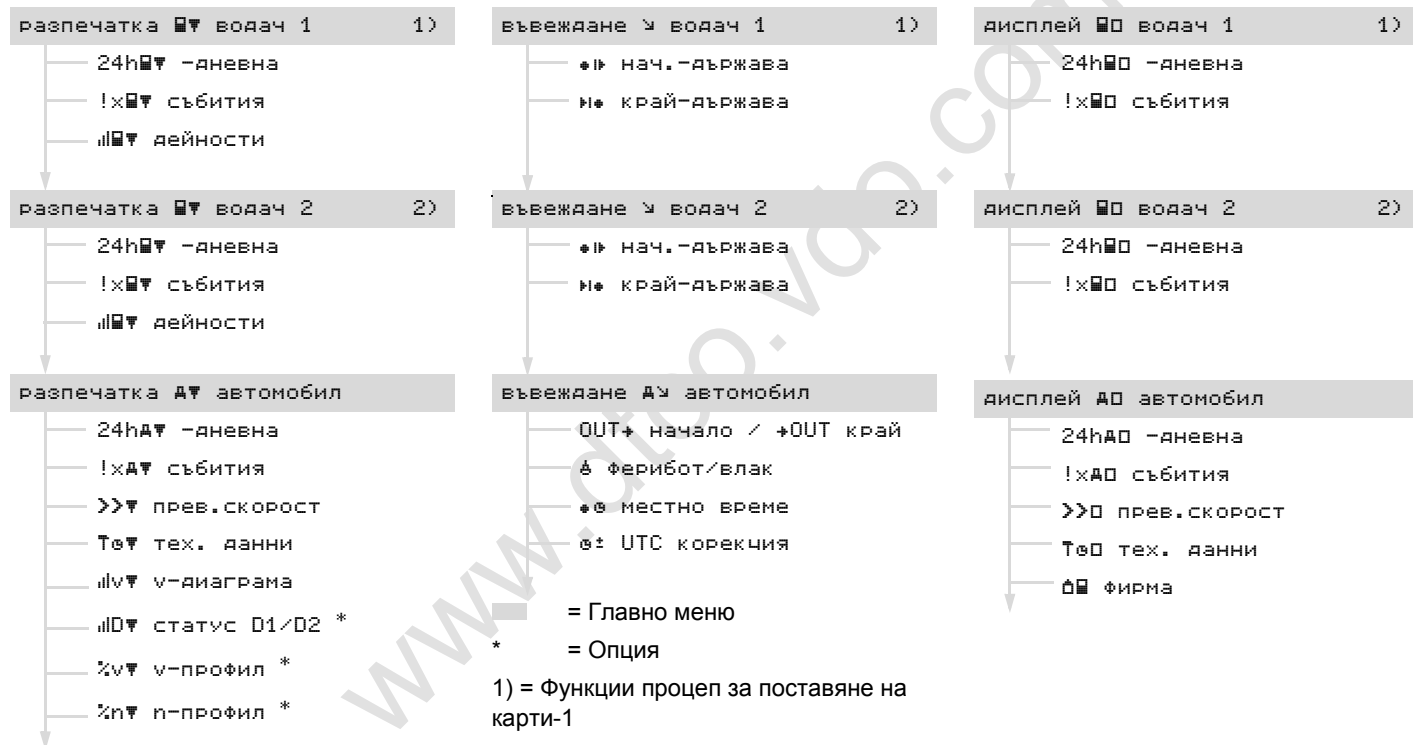 разпечатка водач 1 1)
24h -дневна
!x събития
дейности
разпечатка водач 2 2)
24h -дневна
!x събития
дейности
разпечатка автомобил
24h -дневна
!x събития
>> прев.скорост
тех. данни
v v-диаграма
D статус D1/D2 *
%v v-профил *
%n n-профил *
въвеждане водач 1 1)
нач.-държава
край-държава
въвеждане водач 2 2)
нач.-държава
край-държава
въвеждане автомобил
OUT начало / OUT край
ферибот/влак
местно време
UTC корекция
= Главно меню
* = Опция
1) = Функции процеп за поставяне на
карти-1
дисплей водач 1 1)
24h -дневна
!x събития
дисплей водач 2 2)
24h -дневна
!x събития
дисплей автомобил
24h -дневна
!x събития
>> прев.скорост
тех. данни
фирма
www.dtco.vdo.com